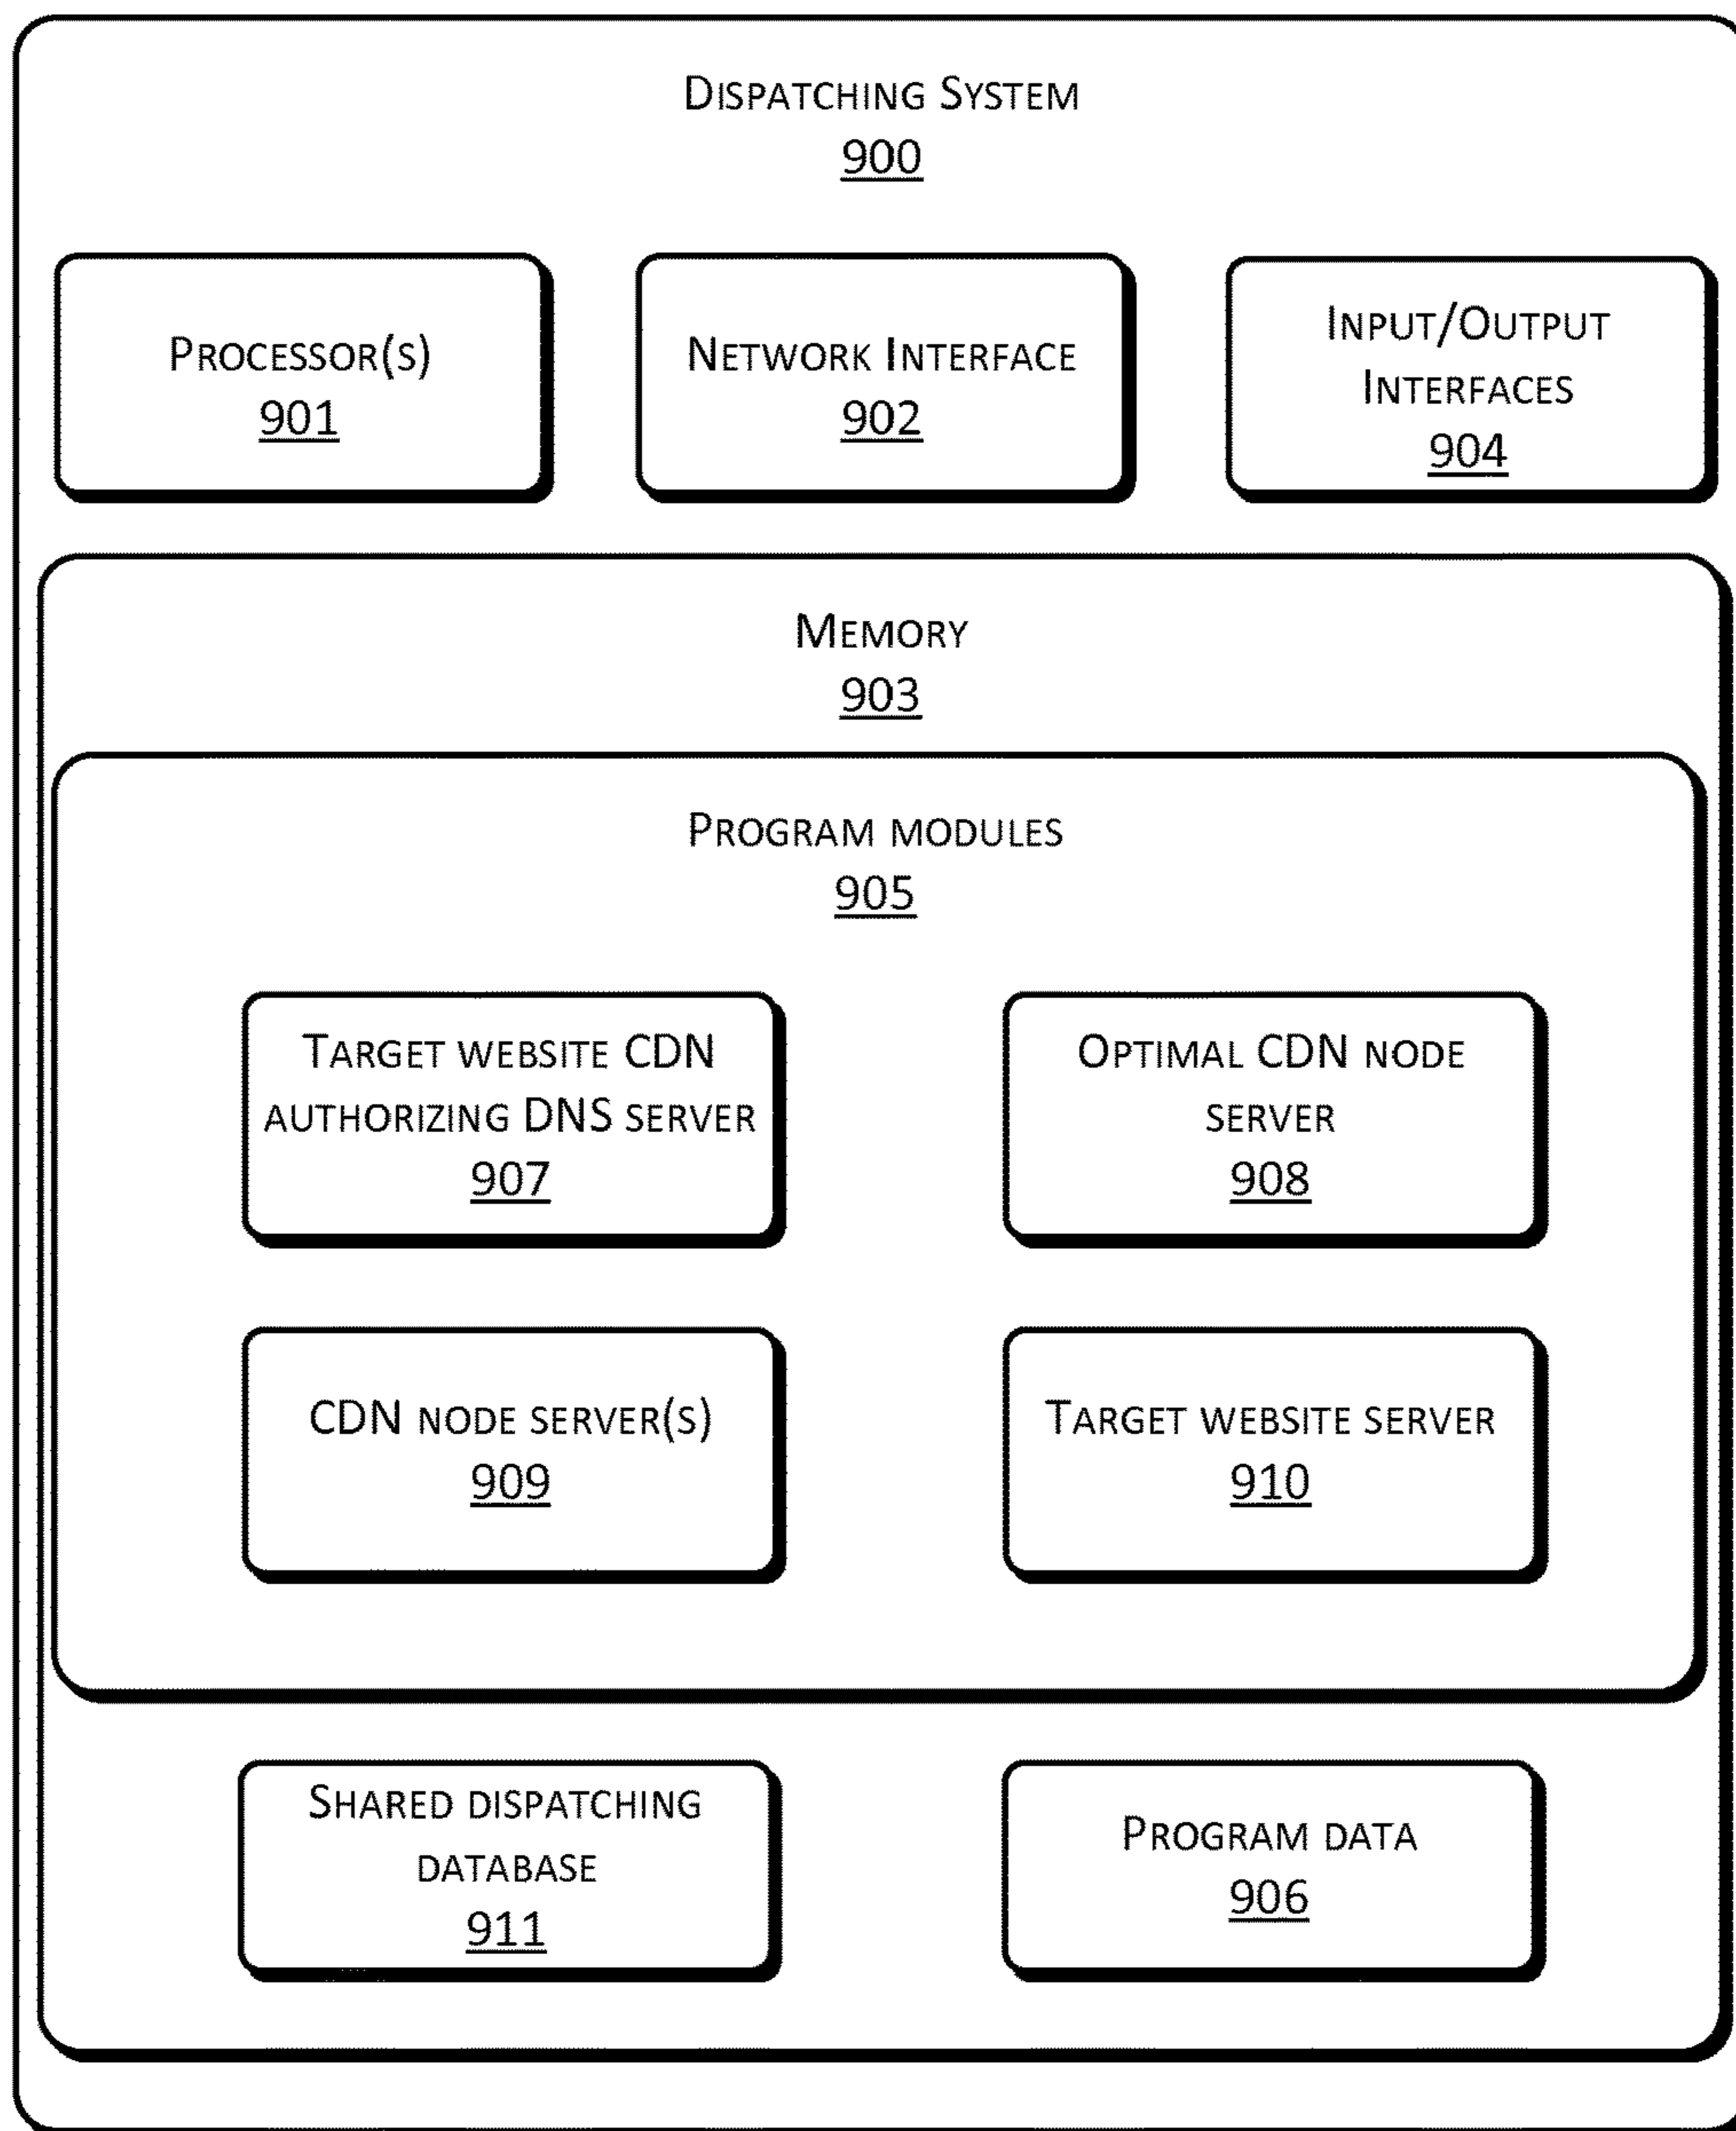 Dispatching System
900
Processor(s)
901
Network Interface
902
Input/Output
Interfaces
904
Memory
903
Program modules
905
Target website CDN
authorizing DNS server
907
Optimal CDN node
server
908
CDN node server(s)
909
Target website server
910
Shared dispatching
database
911
Program data
906